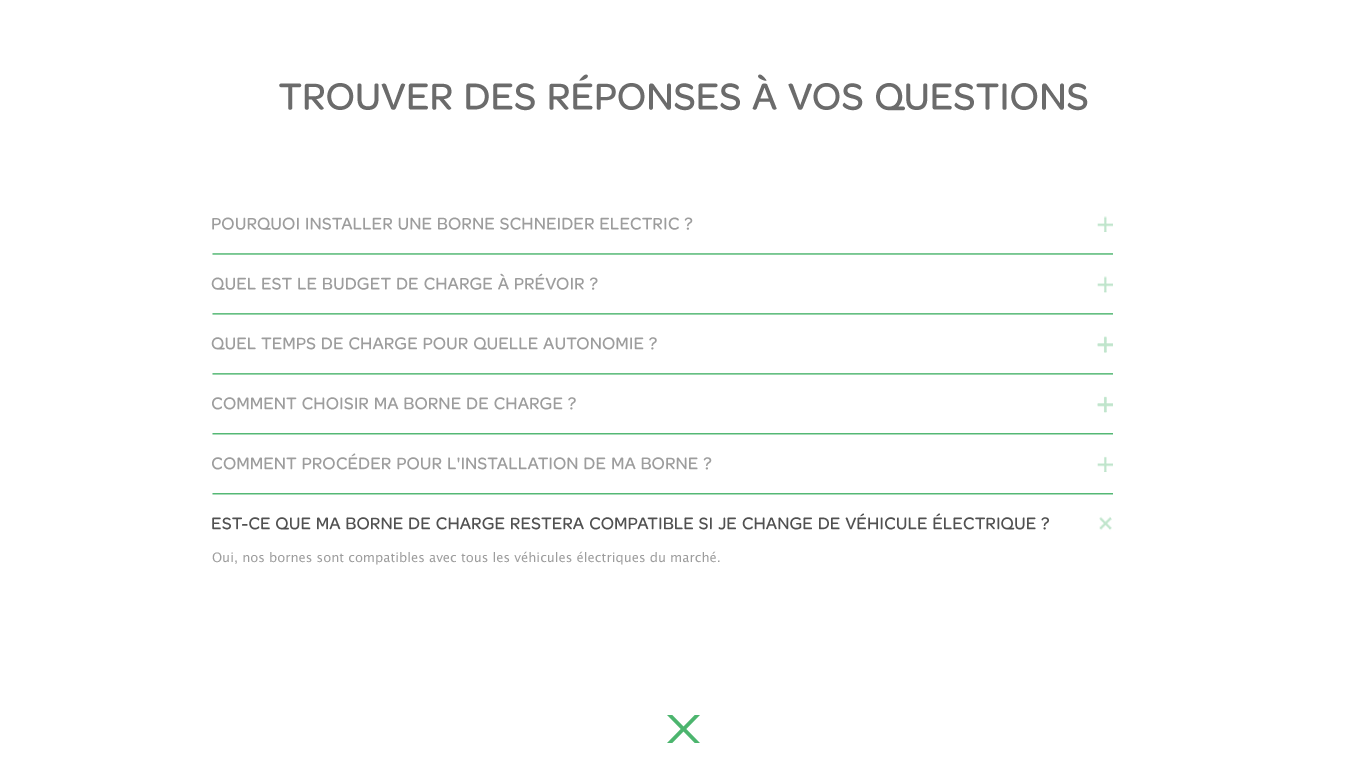 TROUVER DES RÉPONSES À VOS QUESTIONS
POURQUOI INSTALLER UNE BORNE SCHNEIDER ELECTRIC ?
QUEL EST LE BUDGET DE CHARGE À PRÉVOIR ?
QUEL TEMPS DE CHARGE POUR QUELLE AUTONOMIE ?
COMMENT CHOISIR MA BORNE DE CHARGE ?
COMMENT PROCÉDER POUR L'INSTALLATION DE MA BORNE ?
EST-CE QUE MA BORNE DE CHARGE RESTERA COMPATIBLE SI JE CHANGE DE VÉHICULE ÉLECTRIQUE ?
Oui, nos bornes sont compatibles avec tous les véhicules électriques du marché.